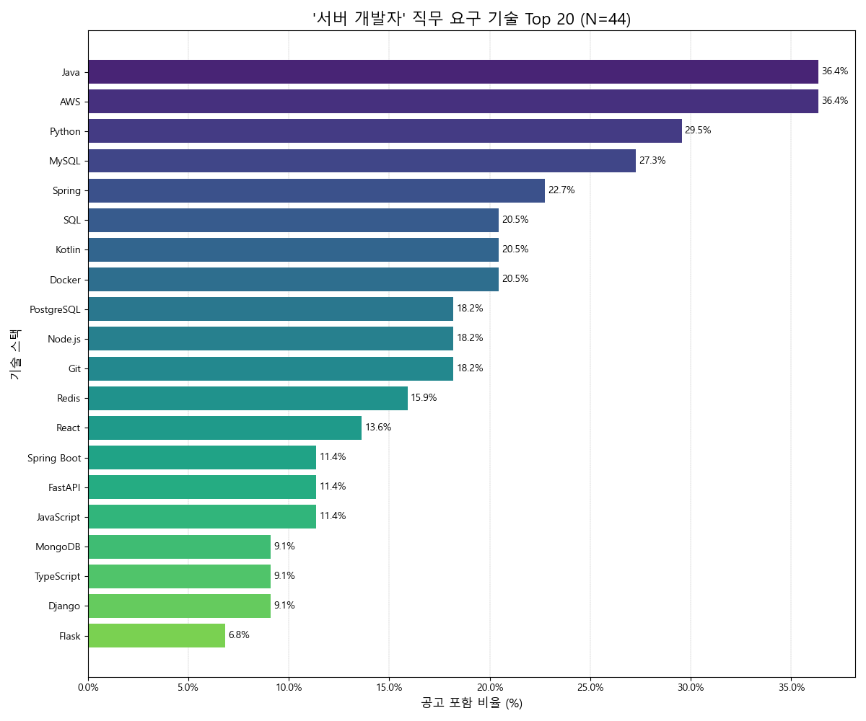 '서버 개발자' 직무 요구 기술 Top 20 (N=44)
기술 스택
Java 36.4%
AWS 36.4%
Python 29.5%
MySQL 27.3%
Spring 22.7%
SQL 20.5%
Kotlin 20.5%
Docker 20.5%
PostgreSQL 18.2%
Node.js 18.2%
Git 18.2%
Redis 15.9%
React 13.6%
Spring Boot 11.4%
FastAPI 11.4%
JavaScript 11.4%
MongoDB 9.1%
TypeScript 9.1%
Django 9.1%
Flask 6.8%
0.0% 5.0% 10.0% 15.0% 20.0% 25.0% 30.0% 35.0%
공고 포함 비율 (%)